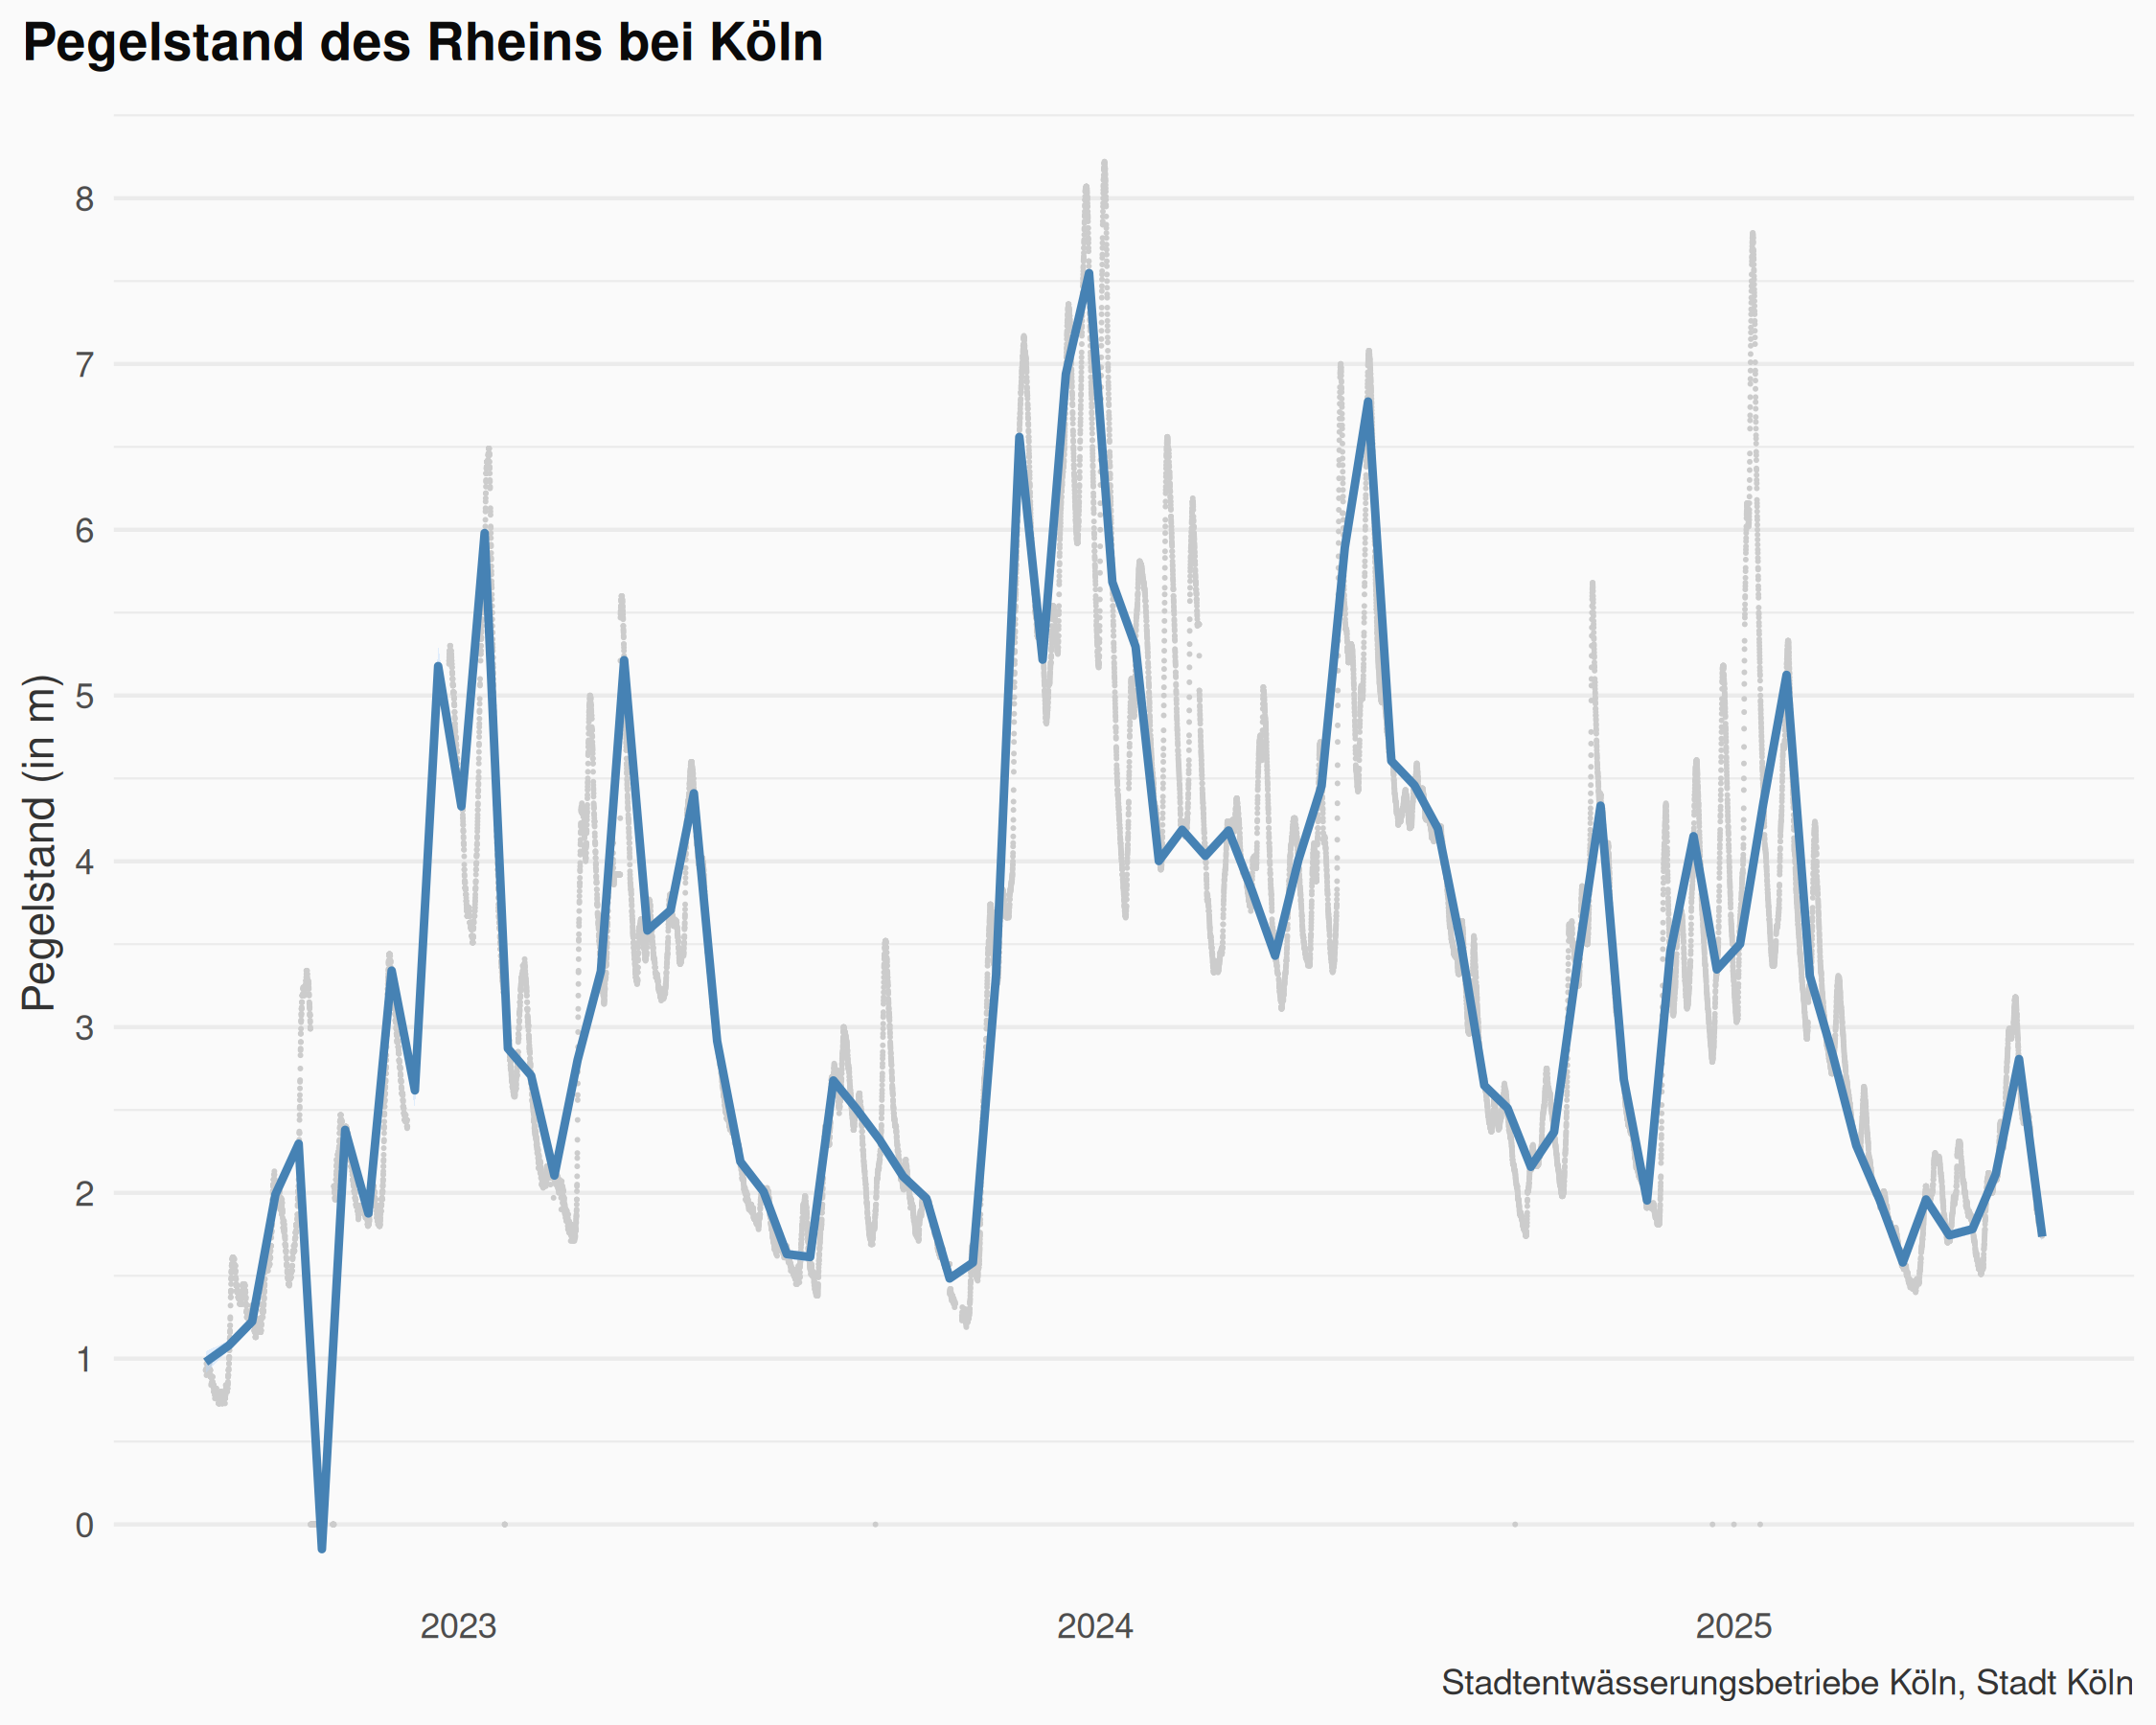 Pegelstand des Rheins bei Köln
Pegelstand (in m)
8
7
6
5
4
3
2
1
0
2023 2024 2025
Stadtentwässerungsbetriebe Köln, Stadt Köln